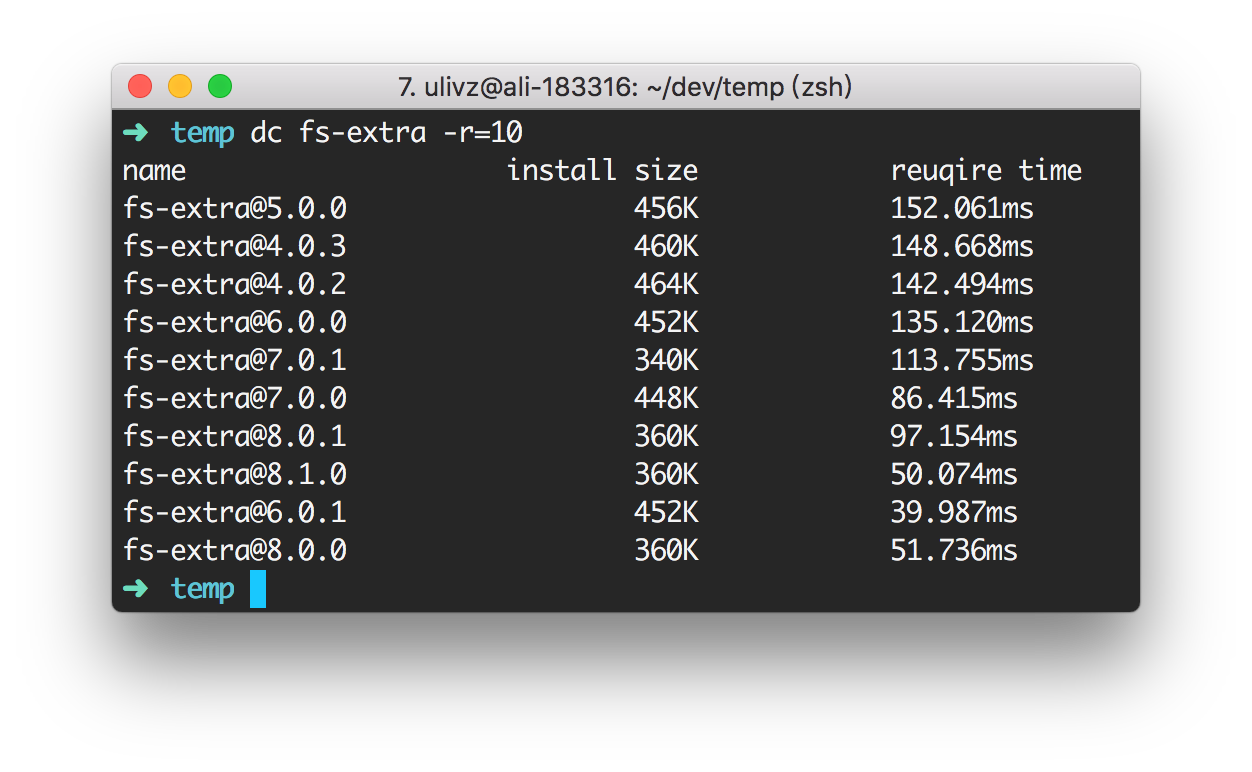 7. ulivz@ali-183316: ~/dev/temp (zsh)
➜ temp dc fs-extra -r=10
name install size reuqire time
fs-extra@5.0.0 456K 152.061ms
fs-extra@4.0.3 460K 148.668ms
fs-extra@4.0.2 464K 142.494ms
fs-extra@6.0.0 452K 135.120ms
fs-extra@7.0.1 340K 113.755ms
fs-extra@7.0.0 448K 86.415ms
fs-extra@8.0.1 360K 97.154ms
fs-extra@8.1.0 360K 50.074ms
fs-extra@6.0.1 452K 39.987ms
fs-extra@8.0.0 360K 51.736ms
➜ temp